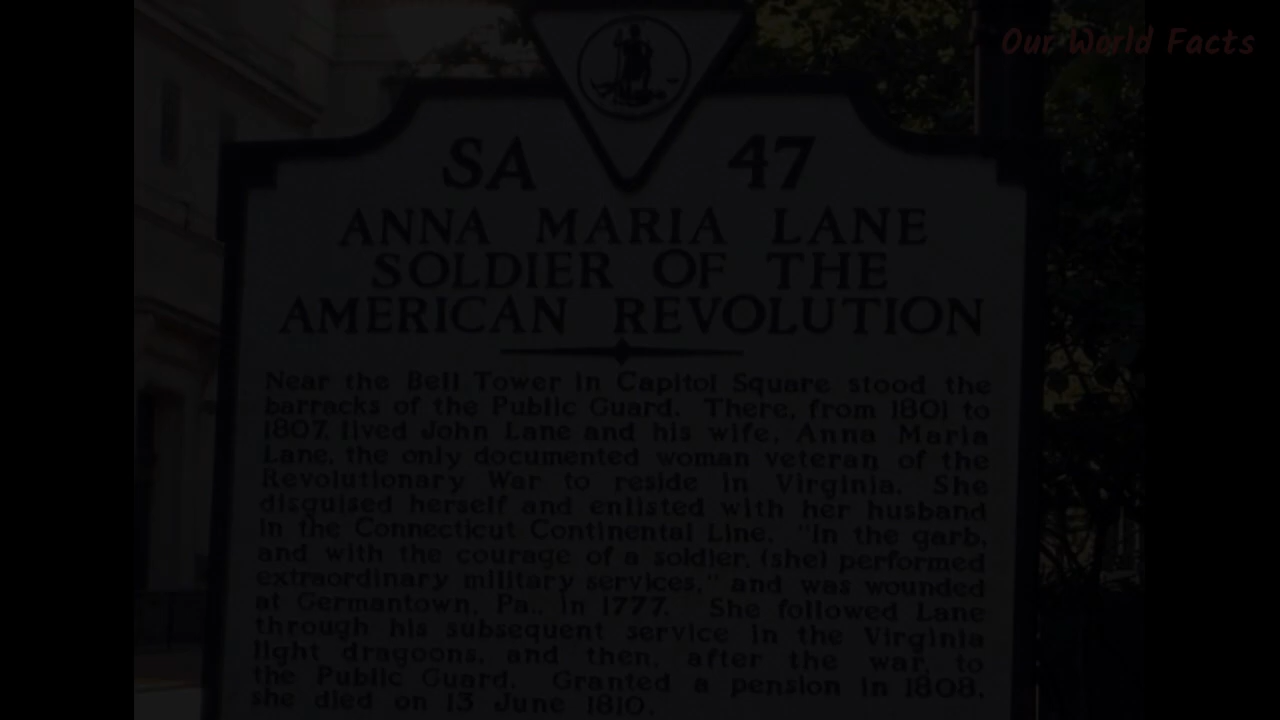 Our World Facts
SA 47
ANNA MARIA LANE
SOLDIER OF THE
AMERICAN REVOLUTION
Near the Bell Tower in Capitol Square stood the
barracks of the Public Guard. There, from 1801 to
1807, lived John Lane and his wife, Anna Maria
Lane, the only documented woman veteran of the
Revolutionary War to reside in Virginia. She
disguised herself and enlisted with her husband
in the Connecticut Continental Line. "In the garb,
and with the courage of a soldier, (she) performed
extraordinary military services," and was wounded
at Germantown, Pa., in 1777. She followed Lane
through his subsequent service in the Virginia
light dragoons, and then, after the war, to
the Public Guard. Granted a pension in 1808,
she died on 13 June 1810.